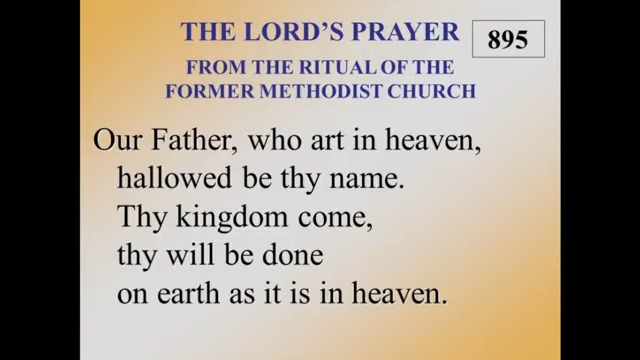 THE LORD'S PRAYER
895
FROM THE RITUAL OF THE
FORMER METHODIST CHURCH
Our Father, who art in heaven,
hallowed be thy name.
Thy kingdom come,
thy will be done
on earth as it is in heaven.